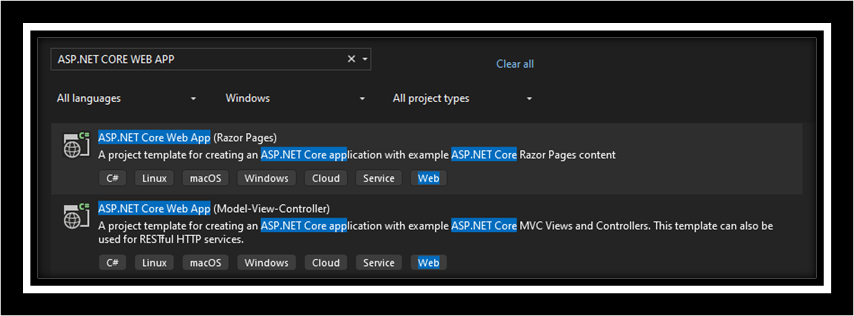 ASP.NET CORE WEB APP
Clear all
All languages
Windows
All project types
C#
ASP.NET Core Web App (Razor Pages)
A project template for creating an ASP.NET Core application with example ASP.NET Core Razor Pages content
C# Linux macOS Windows Cloud Service Web
C#
ASP.NET Core Web App (Model-View-Controller)
A project template for creating an ASP.NET Core application with example ASP.NET Core MVC Views and Controllers. This template can also be
used for RESTful HTTP services.
C# Linux macOS Windows Cloud Service Web